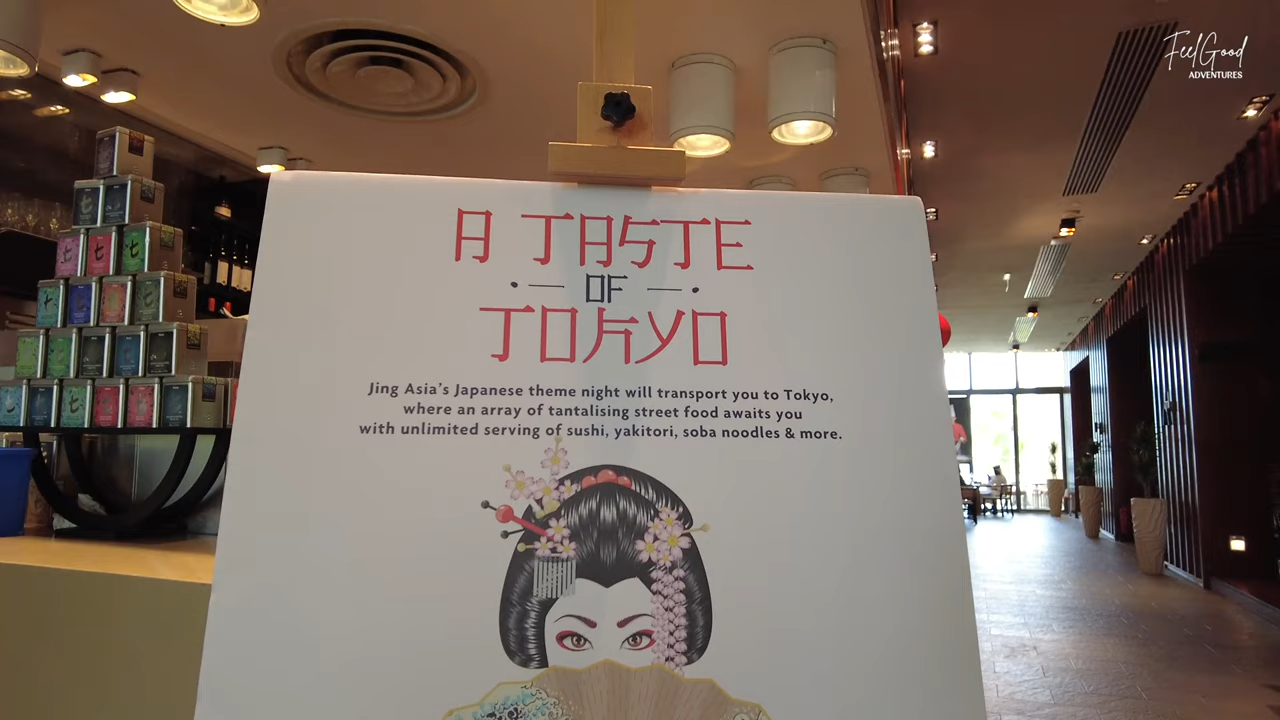 FeelGood
ADVENTURES
A TASTE
OF
TOKYO
Jing Asia's Japanese theme night will transport you to Tokyo,
where an array of tantalising street food awaits you
with unlimited serving of sushi, yakitori, soba noodles & more.